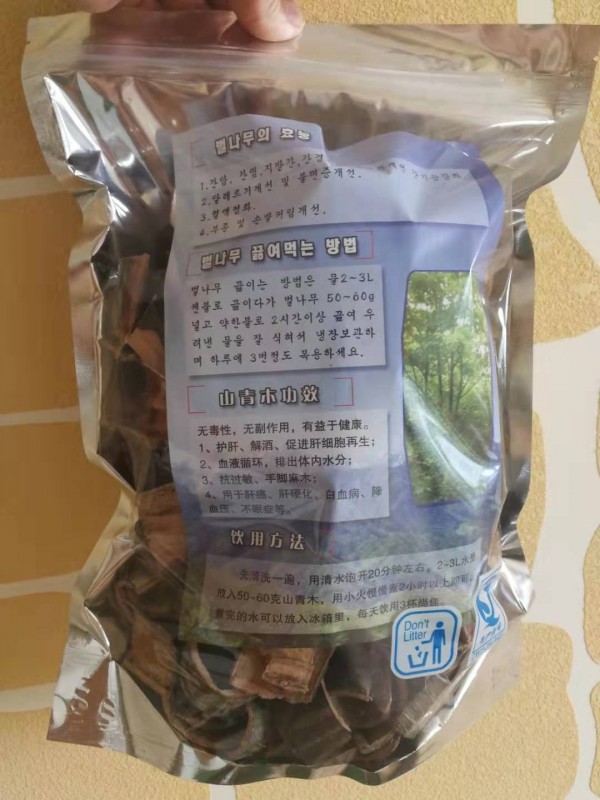 벌나무의 효능
1.간암, 간염,지방간,간경
2.알레르기개선 및 불면증개선.
3.혈액정화.
4.부종 및 손발저림개선.
벌나무 끓여먹는 방법
벌나무 끓이는 방법은 물2~3L
센불로 끓이다가 벌나무 50~60g
널고 약한불로 2시간이상 끓여 우
려낸 물을 잘 식혀서 냉장보관하
며 하루에 3번정도 복용하세요.
山青木功效
无毒性，无副作用，有益于健康。
1、护肝、解酒、促进肝细胞再生；
2、血液循环，排出体内水分；
3、抗过敏、手脚麻木；
4、用于肝癌、肝硬化、白血病、降
血压、不眠症等。
饮用方法
先清洗一遍，用清水泡开20分钟左右。2~3L水
放入50~60克山青木，用小火慢慢煮2小时以上即可
煮完的水可以放入冰箱里，每天饮用3杯
Don't
Litter